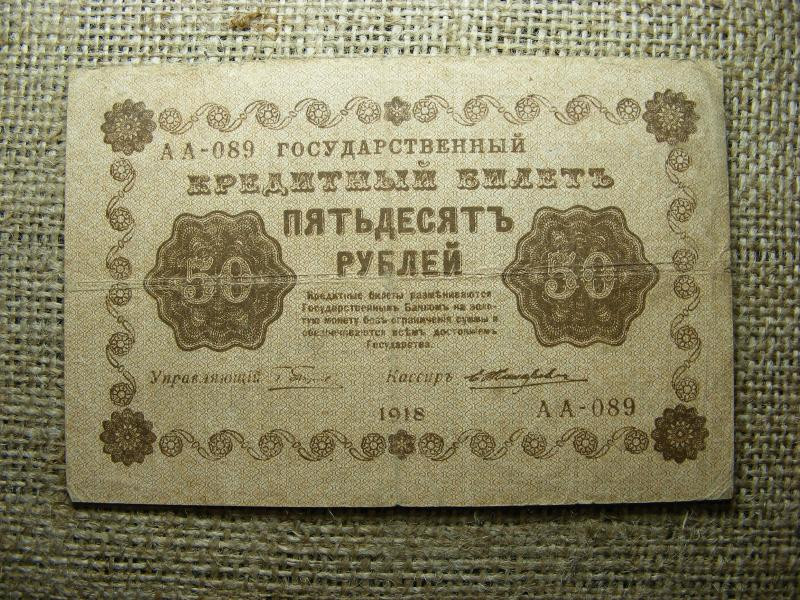 АА-089 ГОСУДАРСТВЕННЫЙ
КРЕДИТНЫЙ БИЛЕТЪ
ПЯТЬДЕСЯТЪ
РУБЛЕЙ
50
50
Кредитные билеты размѣниваются
Государственнымъ Банкомъ на золо-
тую монету безъ ограниченія суммы и
обезпечиваются всѣмъ достояніемъ
Государства.
Управляющій
Кассиръ
1918
АА-089